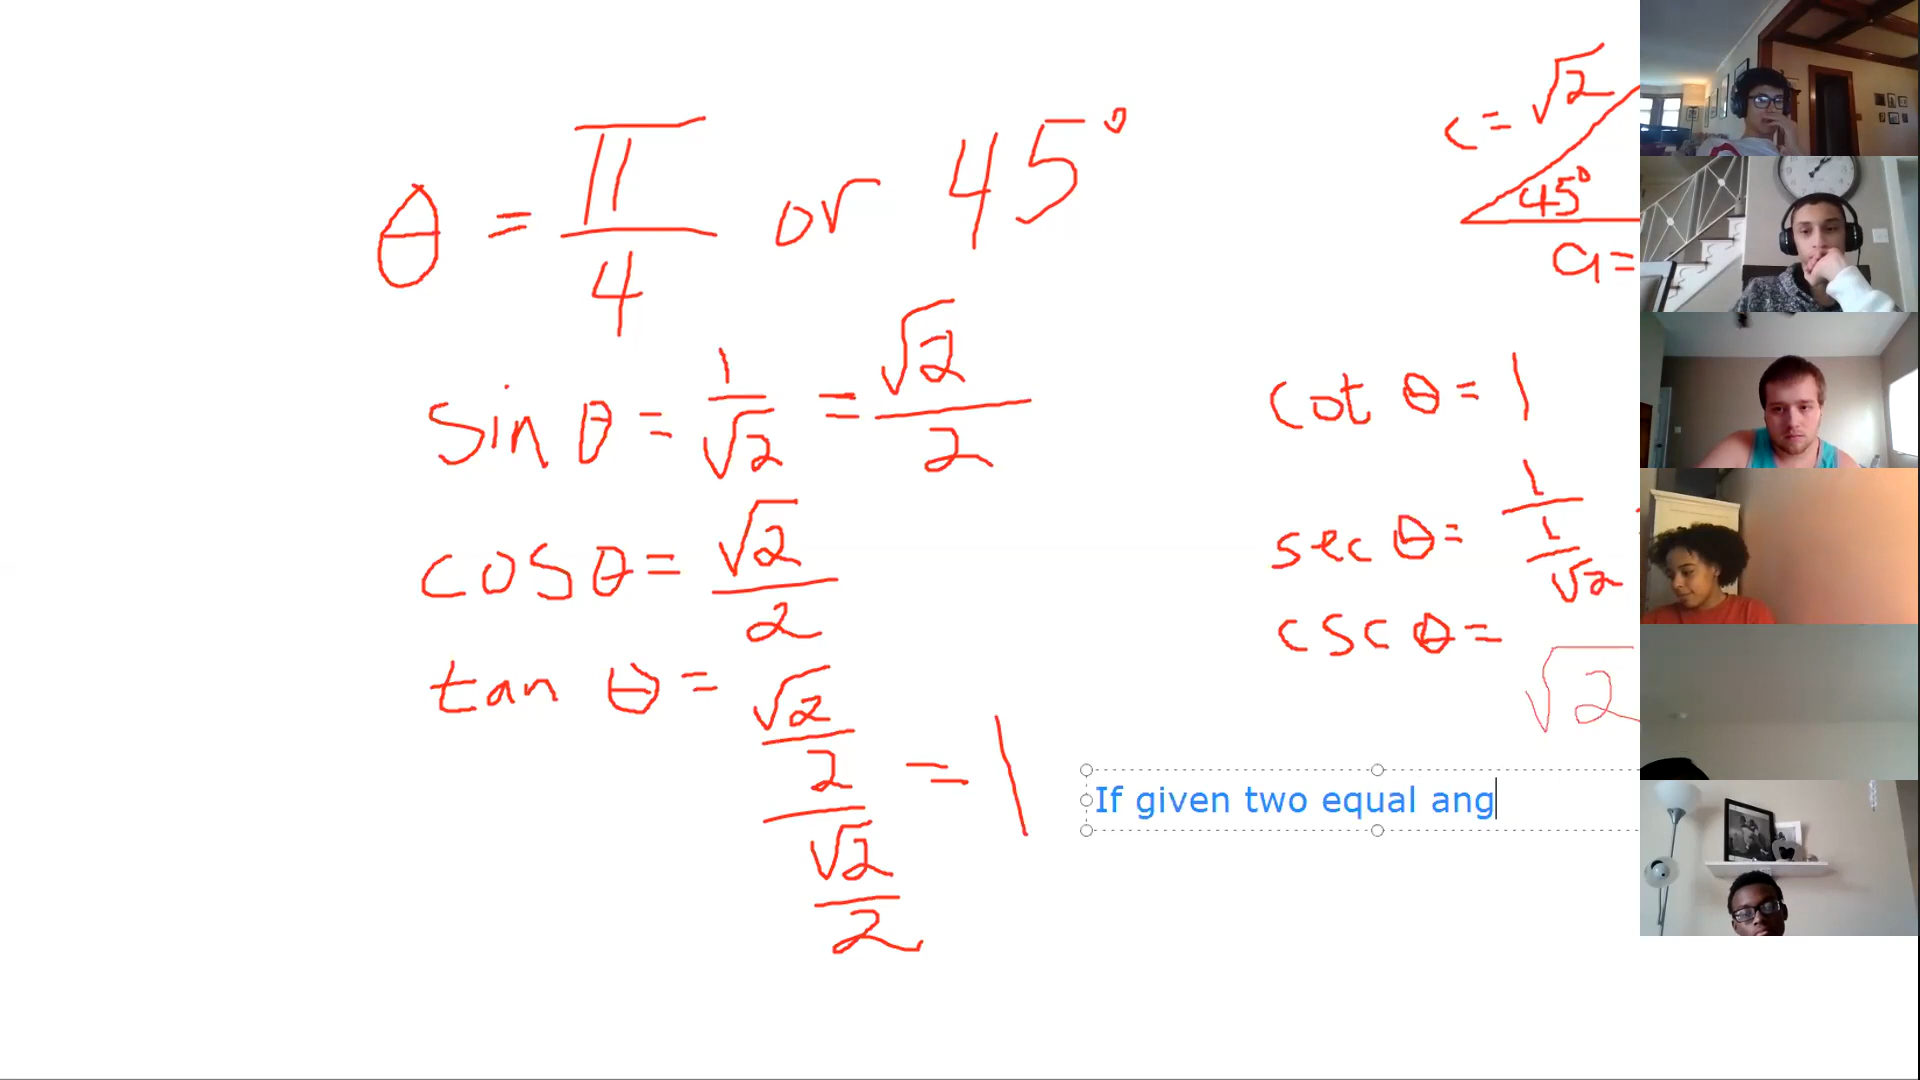 θ = π/4 or 45°
sin θ = 1/√2 = √2/2
cos θ = √2/2
tan θ = (√2/2)/(√2/2) = 1
c = √2
45°
a =
cot θ = 1
sec θ = 1/(1/√2)
csc θ =
√2
If given two equal ang